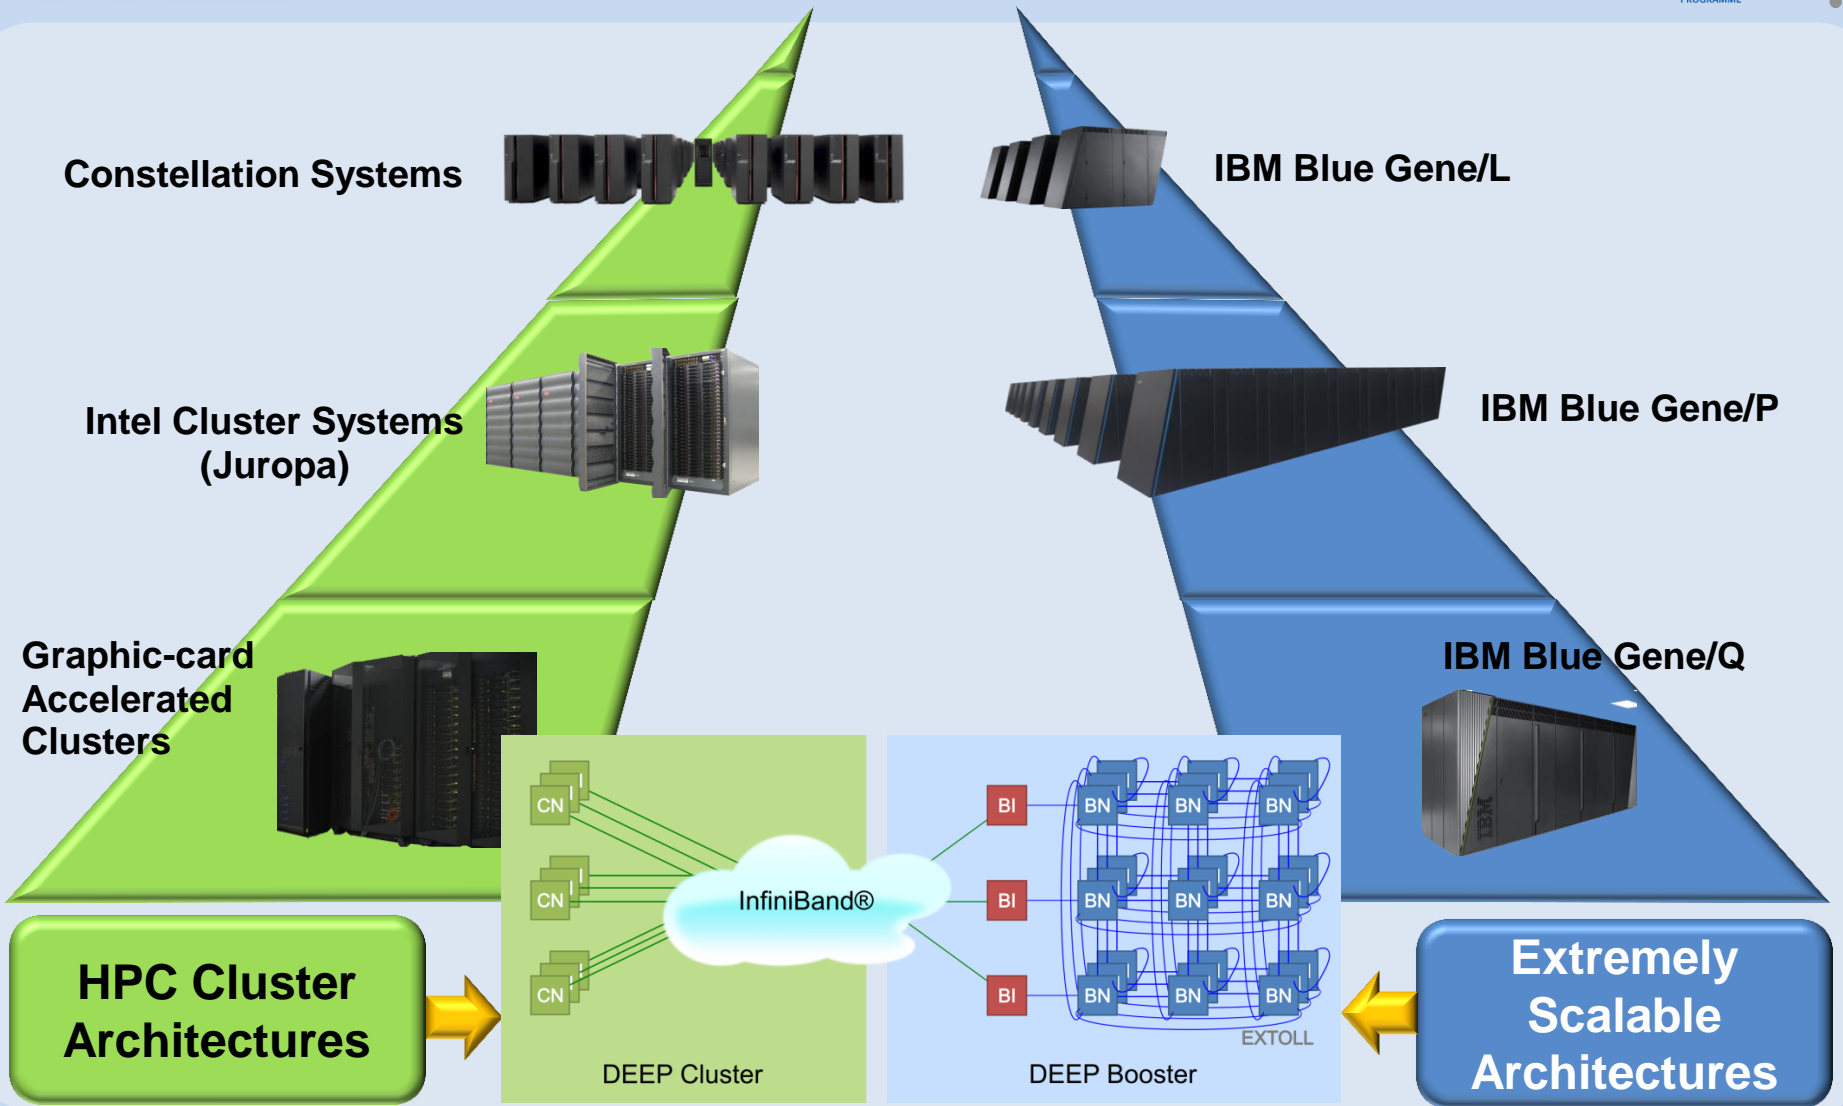 PROGRAMME
Constellation Systems
IBM Blue Gene/L
Intel Cluster Systems
(Juropa)
IBM Blue Gene/P
Graphic-card
Accelerated
Clusters
IBM Blue Gene/Q
IBM
CN
BI
BN
BN
BN
CN
InfiniBand®
BI
BN
BN
BN
CN
BI
BN
BN
BN
EXTOLL
DEEP Cluster
DEEP Booster
HPC Cluster
Architectures
Extremely
Scalable
Architectures